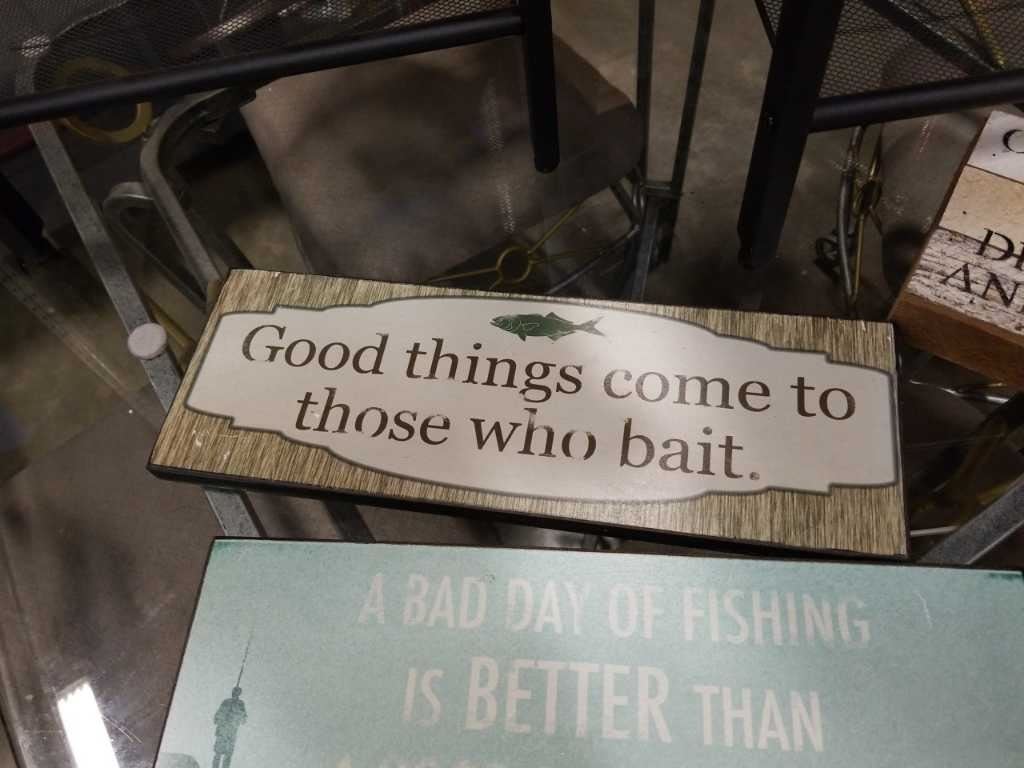 Good things come to
those who bait.
A BAD DAY OF FISHING
IS BETTER THAN